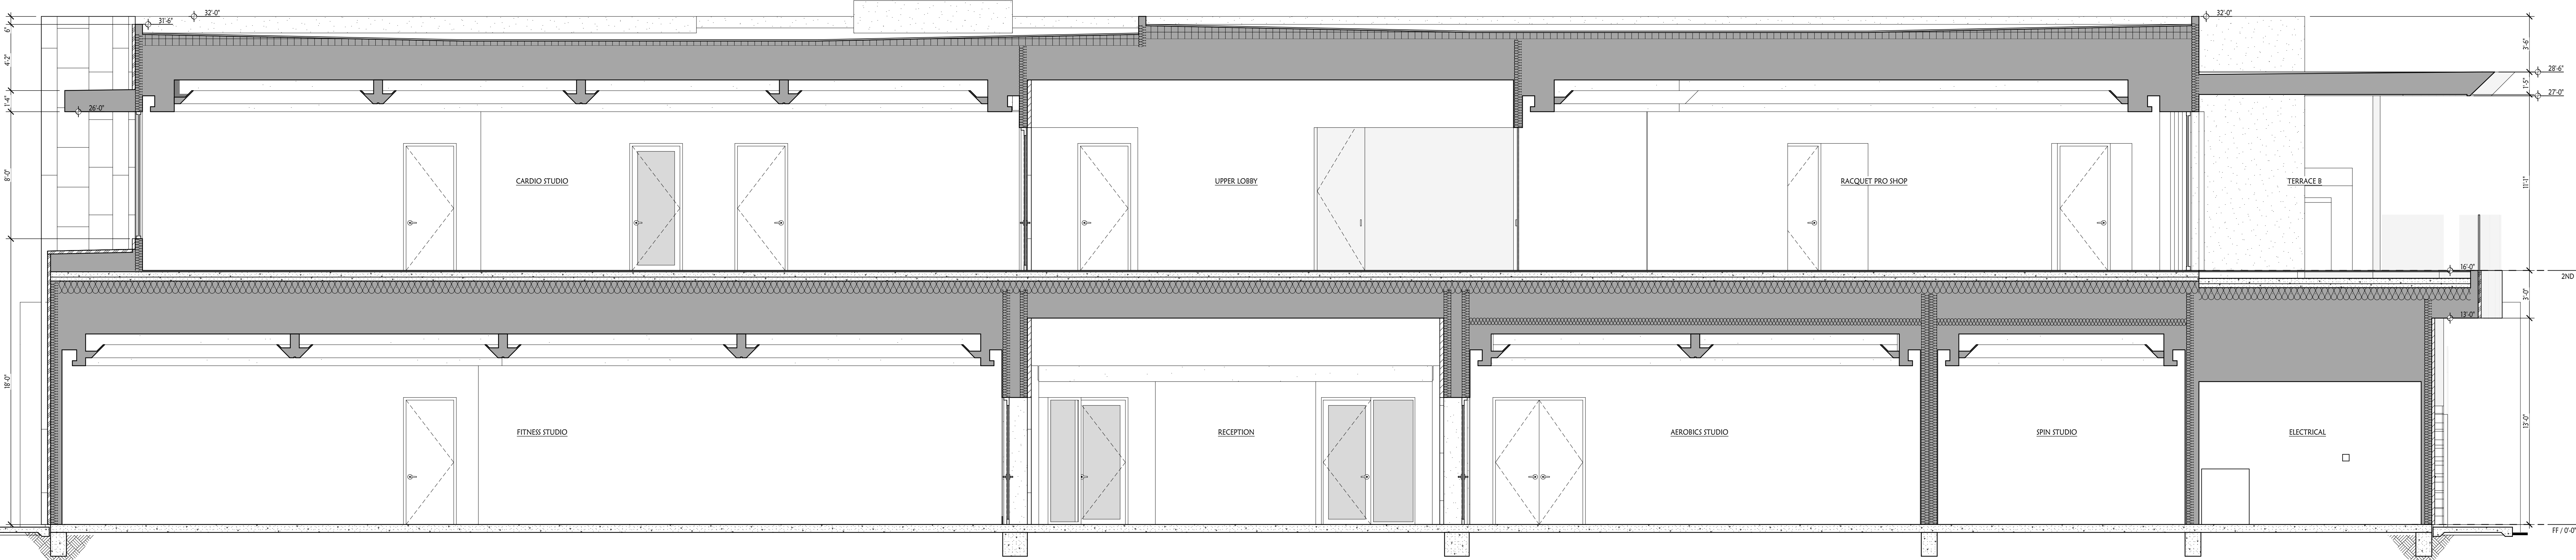 32'-0"
31'-6"
32'-0"
6"
4'-2"
3'-6"
28'-6"
1'-5"
27'-0"
1'-4"
26'-0"
8'-0"
CARDIO STUDIO
UPPER LOBBY
RACQUET PRO SHOP
TERRACE B
11'-1"
16'-0"
2ND
3'-0"
13'-0"
18'-0"
FITNESS STUDIO
RECEPTION
AEROBICS STUDIO
SPIN STUDIO
ELECTRICAL
13'-0"
FF / 0'-0"